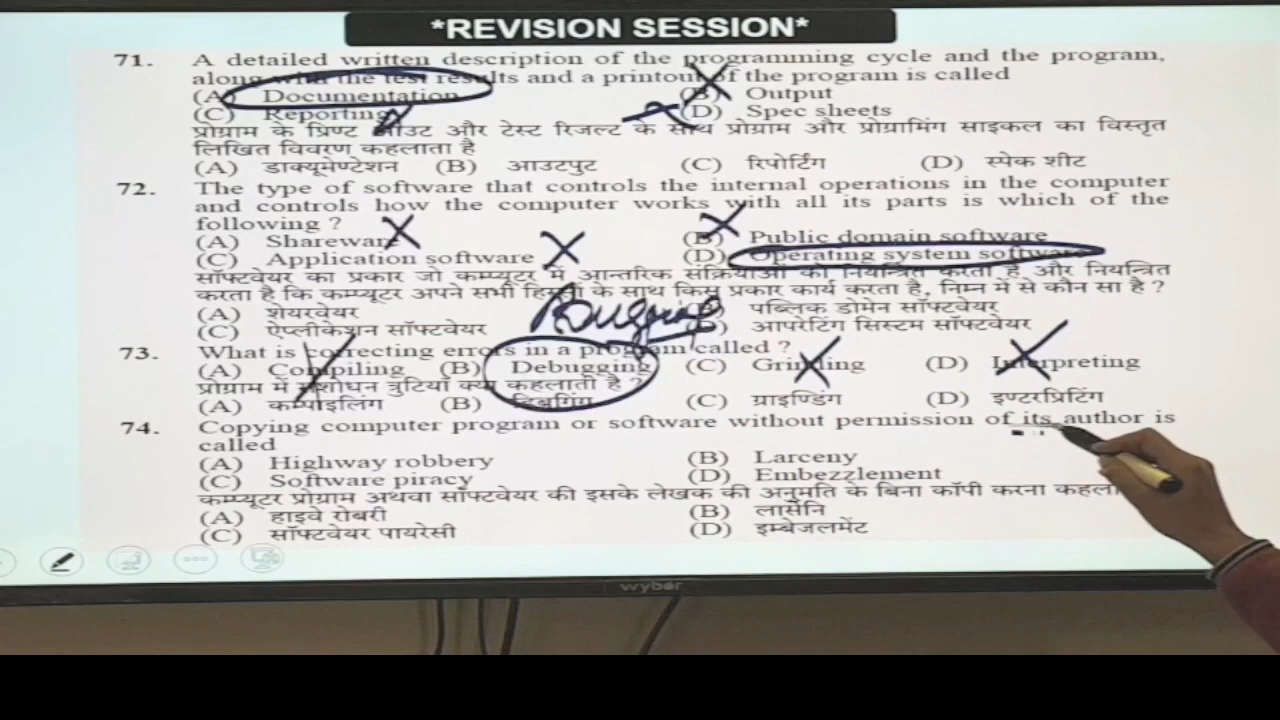 *REVISION SESSION*
71. A detailed written description of the programming cycle and the program,
along with the test results and a printout of the program is called
(A) Documentation (B) Output
(C) Reporting (D) Spec sheets
प्रोग्राम के प्रिण्ट आउट और टेस्ट रिजल्ट के साथ प्रोग्राम और प्रोग्रामिंग साइकल का विस्तृत
लिखित विवरण कहलाता है
(A) डाक्यूमेण्टेशन (B) आउटपुट (C) रिपोर्टिंग (D) स्पेक शीट
72. The type of software that controls the internal operations in the computer
and controls how the computer works with all its parts is which of the
following ?
(A) Shareware (B) Public domain software
(C) Application software (D) Operating system software
सॉफ्टवेयर का प्रकार जो कम्प्यूटर में आन्तरिक संक्रियाओं को नियन्त्रित करता है और नियन्त्रित
करता है कि कम्प्यूटर अपने सभी हिस्सों के साथ किस प्रकार कार्य करता है, निम्न में से कौन सा है ?
(A) शेयरवेयर पब्लिक डोमेन सॉफ्टवेयर
(C) ऐप्लीकेशन सॉफ्टवेयर (D) आपरेटिंग सिस्टम सॉफ्टवेयर
73. What is correcting errors in a program called ?
(A) Compiling (B) Debugging (C) Grinding (D) Interpreting
प्रोग्राम में संशोधन त्रुटियाँ क्या कहलाती है ?
(A) कम्पाइलिंग (B) डिबगिंग (C) ग्राइण्डिंग (D) इण्टरप्रिटिंग
74. Copying computer program or software without permission of its author is
called
(A) Highway robbery (B) Larceny
(C) Software piracy (D) Embezzlement
कम्प्यूटर प्रोग्राम अथवा सॉफ्टवेयर की इसके लेखक की अनुमति के बिना कॉपी करना कहला
(A) हाइवे रोबरी (B) लार्सेनि
(C) सॉफ्टवेयर पायरेसी (D) इम्बेजलमेंट
wyber